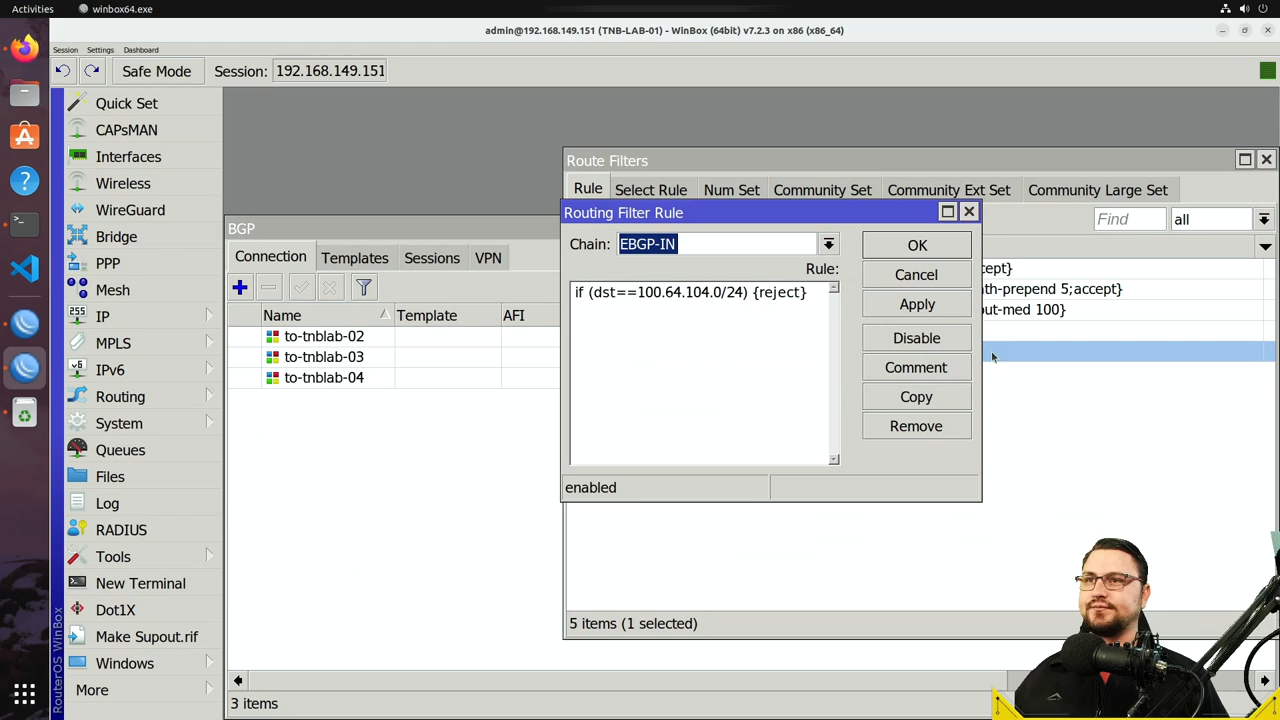 Activities
winbox64.exe
admin@192.168.149.151 (TNB-LAB-01) - WinBox (64bit) v7.2.3 on x86 (x86_64)
Session Settings Dashboard
Safe Mode Session: 192.168.149.151
Quick Set
CAPsMAN
Interfaces
Wireless
WireGuard
Bridge
PPP
Mesh
255
IP
MPLS
v6
IPv6
Routing
System
Queues
Files
Log
RADIUS
Tools
New Terminal
Dot1X
Make Supout.rif
Windows
More
RouterOS WinBox
BGP
Connection Templates Sessions VPN
Name Template AFI
to-tnblab-02
to-tnblab-03
to-tnblab-04
3 items
Route Filters
Rule Select Rule Num Set Community Set Community Ext Set Community Large Set
Find all
cept}
th-prepend 5;accept}
out-med 100}
5 items (1 selected)
Routing Filter Rule
Chain: EBGP-IN
Rule:
if (dst==100.64.104.0/24) {reject}
OK
Cancel
Apply
Disable
Comment
Copy
Remove
enabled